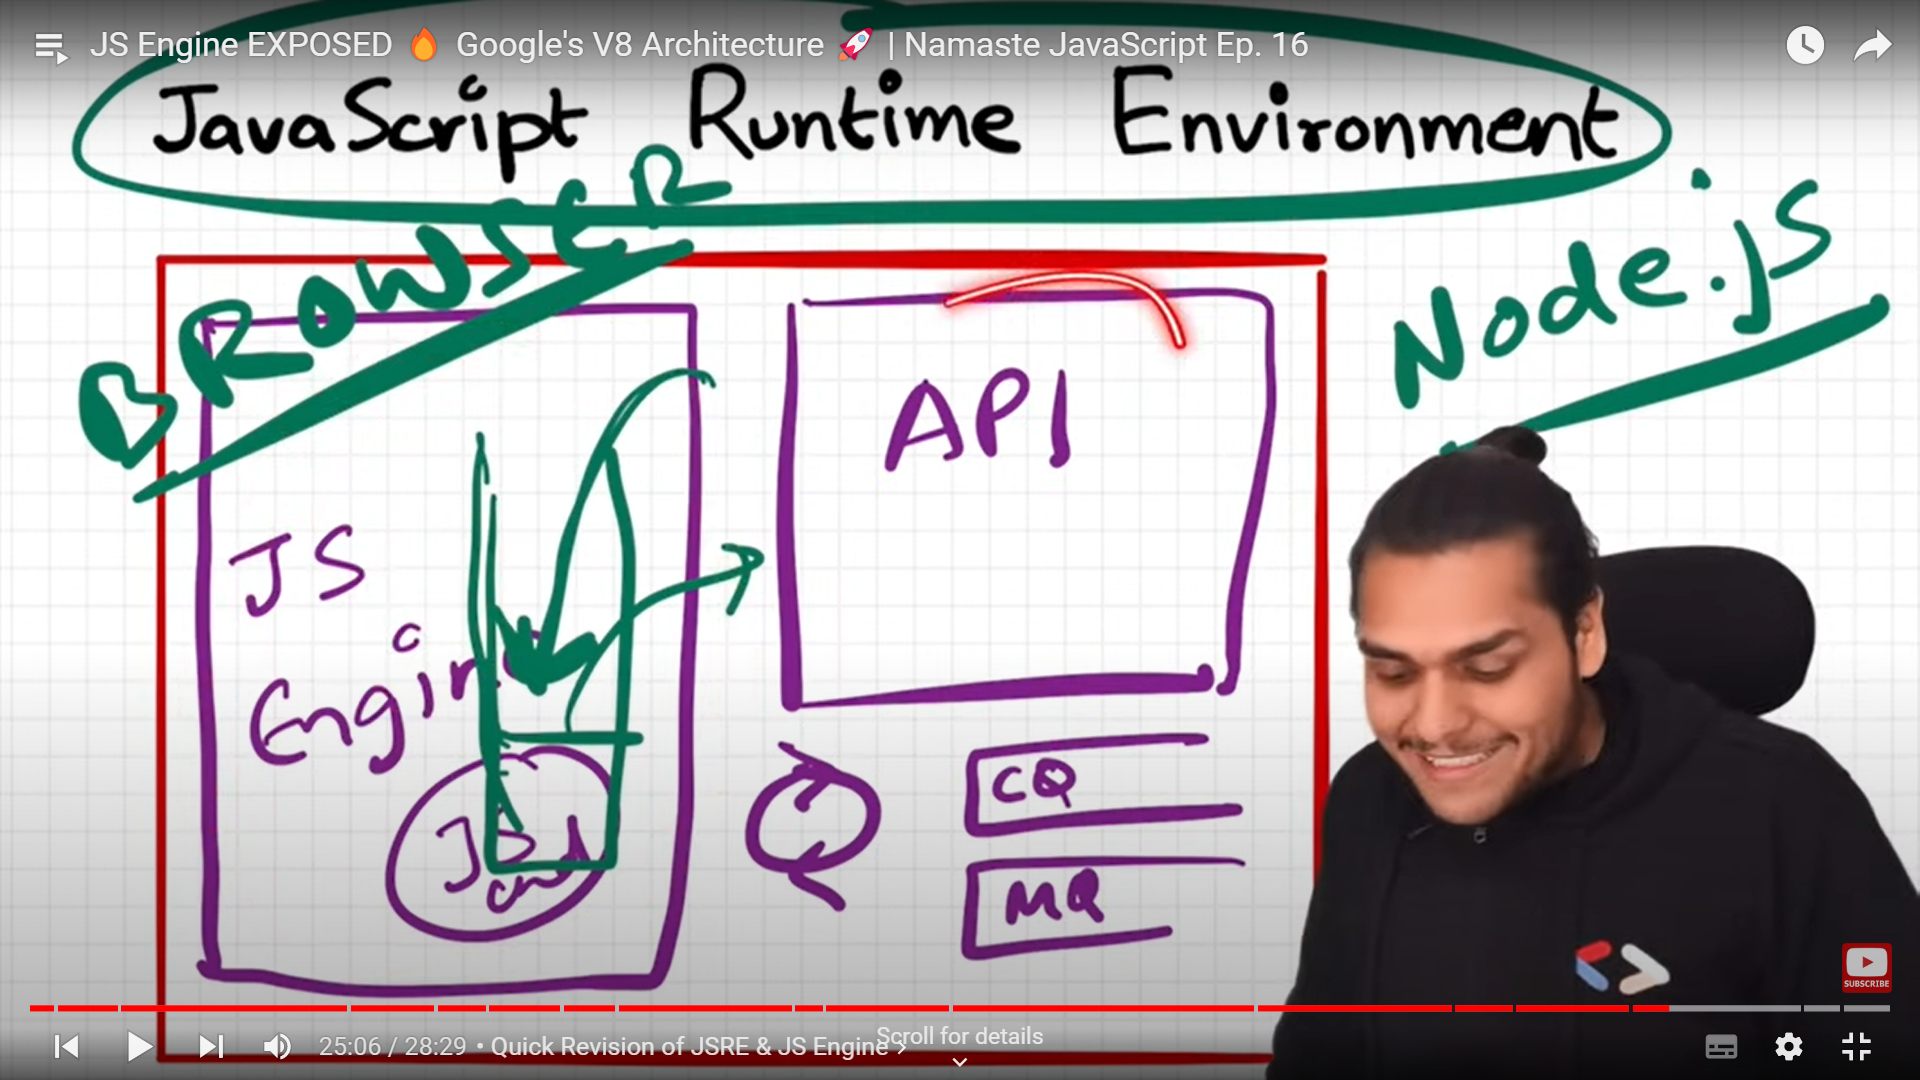 JS Engine EXPOSED 🔥 Google's V8 Architecture 🚀 | Namaste JavaScript Ep. 16
JavaScript Runtime Environment
BROWSER
Node.js
API
JS
Engine
JS
and
CQ
MQ
SUBSCRIBE
Scroll for details
25:06 / 28:29 • Quick Revision of JSRE & JS Engine